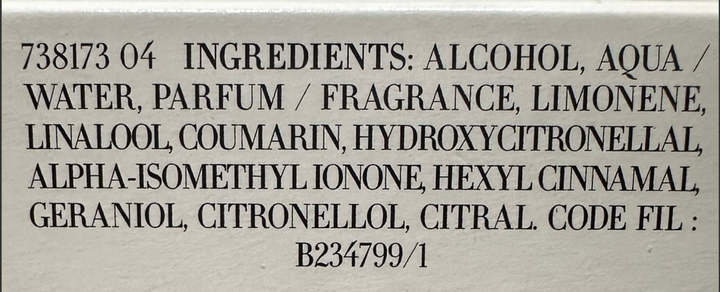 738173 04 INGREDIENTS: ALCOHOL, AQUA /
WATER, PARFUM / FRAGRANCE, LIMONENE,
LINALOOL, COUMARIN, HYDROXYCITRONELLAL,
ALPHA-ISOMETHYL IONONE, HEXYL CINNAMAL,
GERANIOL, CITRONELLOL, CITRAL. CODE FIL :
B234799/1